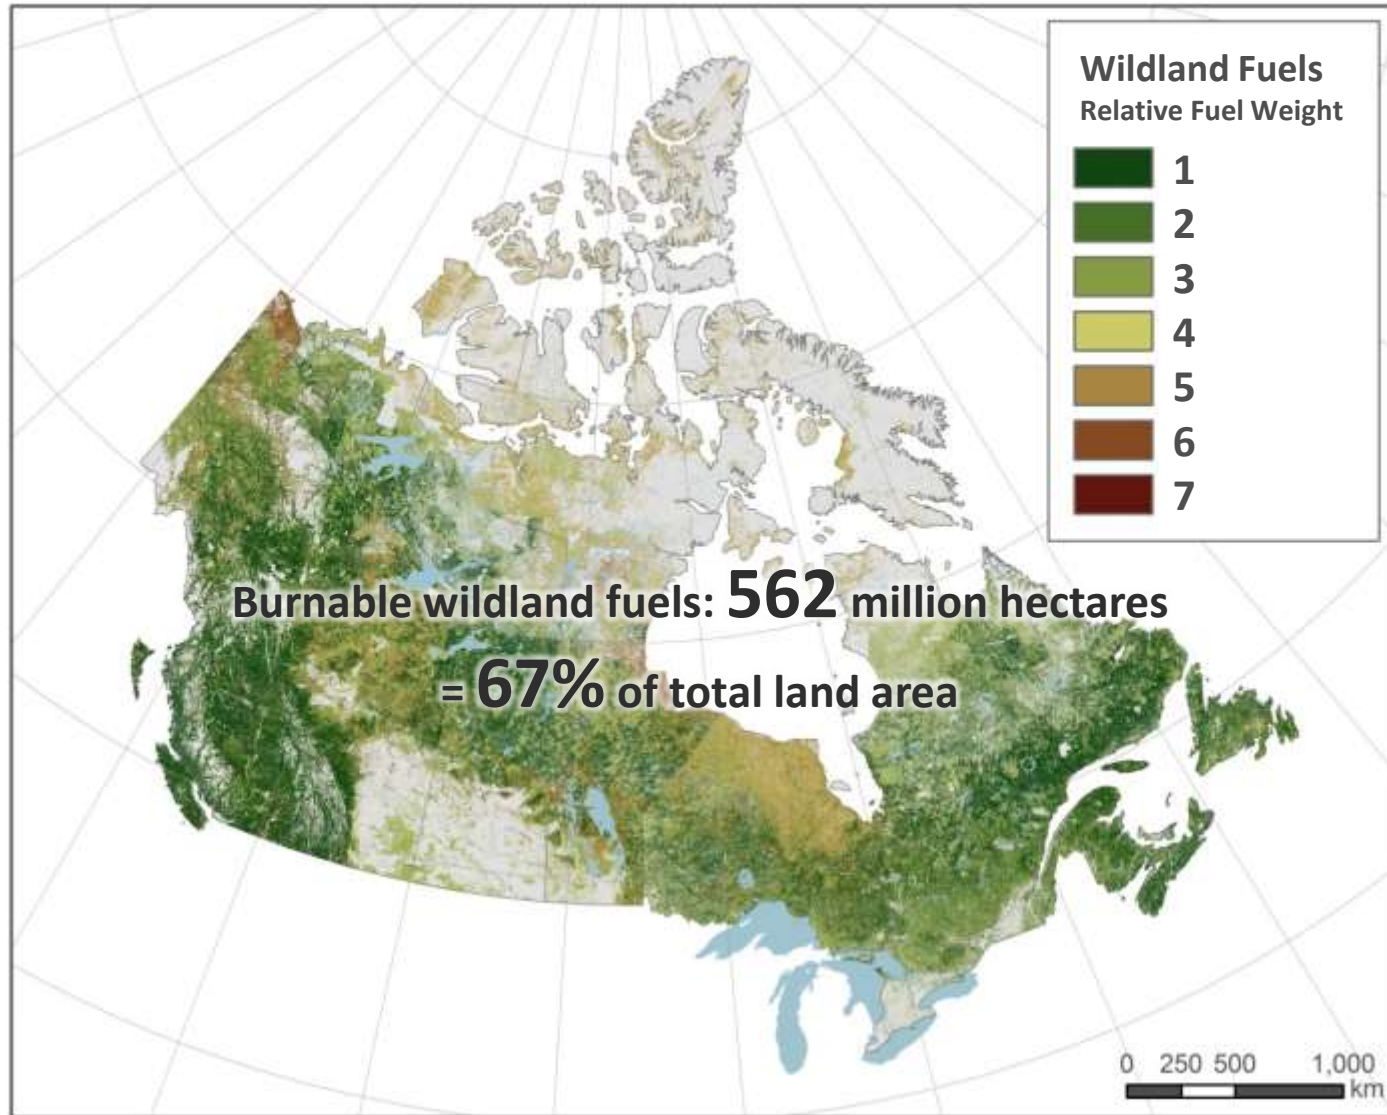 Wildland Fuels
Relative Fuel Weight
1
2
3
4
5
6
7
Burnable wildland fuels: 562 million hectares
= 67% of total land area
0 250 500 1,000
km